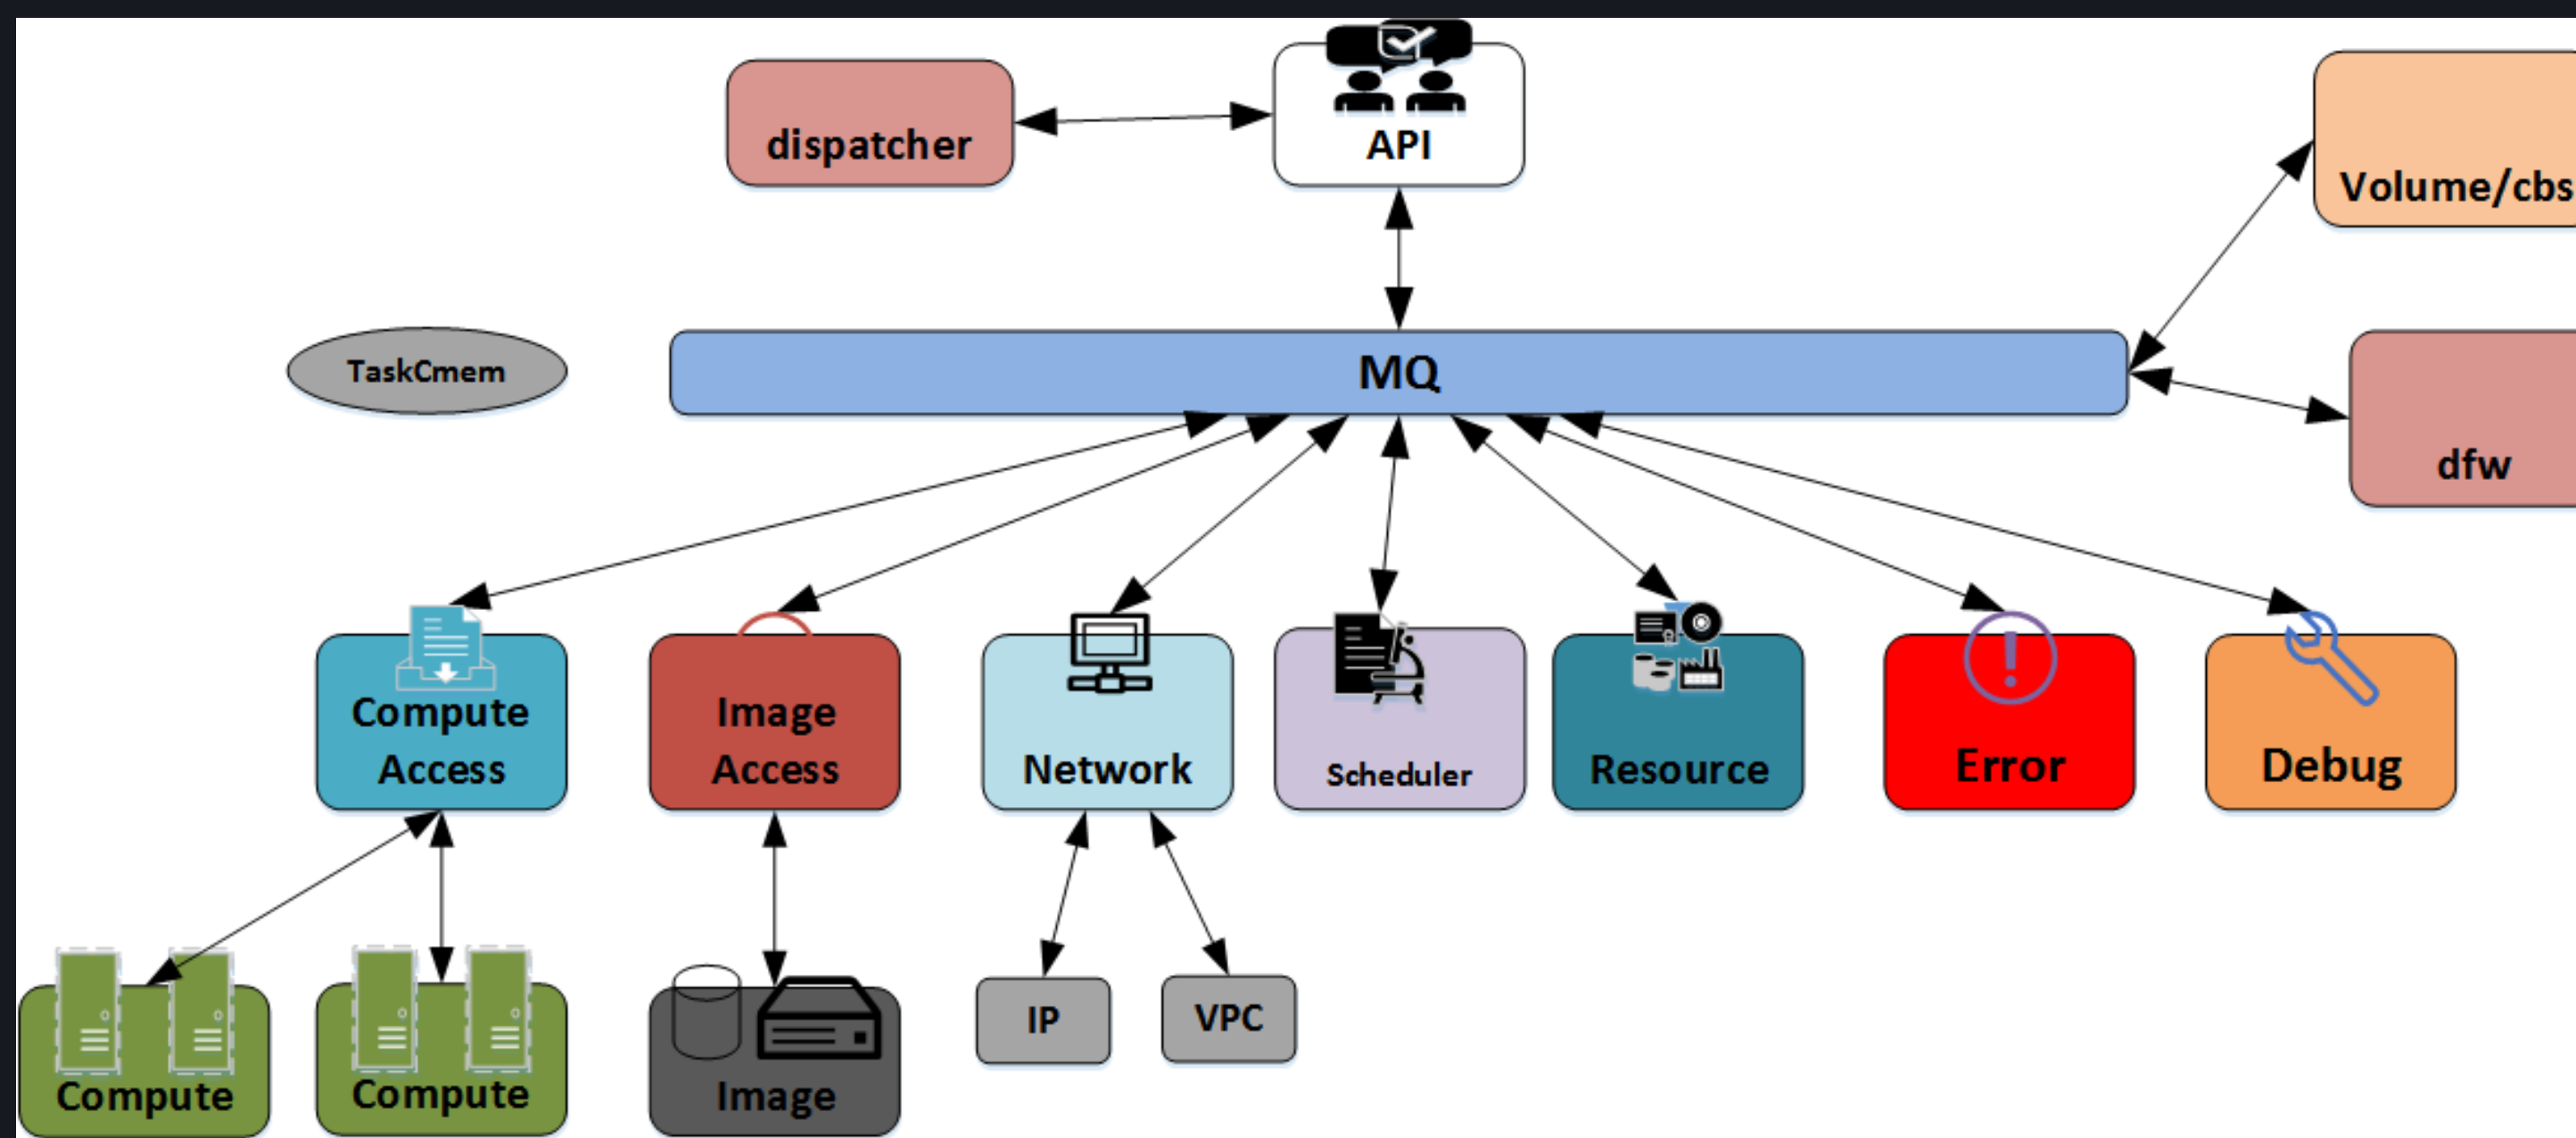 dispatcher
API
Volume/cbs
TaskCmem
MQ
dfw
Compute
Access
Image
Access
Network
Scheduler
Resource
Error
Debug
Compute
Compute
Image
IP
VPC